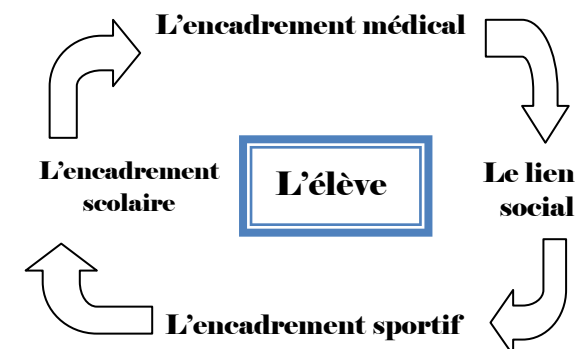 L'encadrement médical
L'encadrement
scolaire
L'élève
Le lien
social
L'encadrement sportif